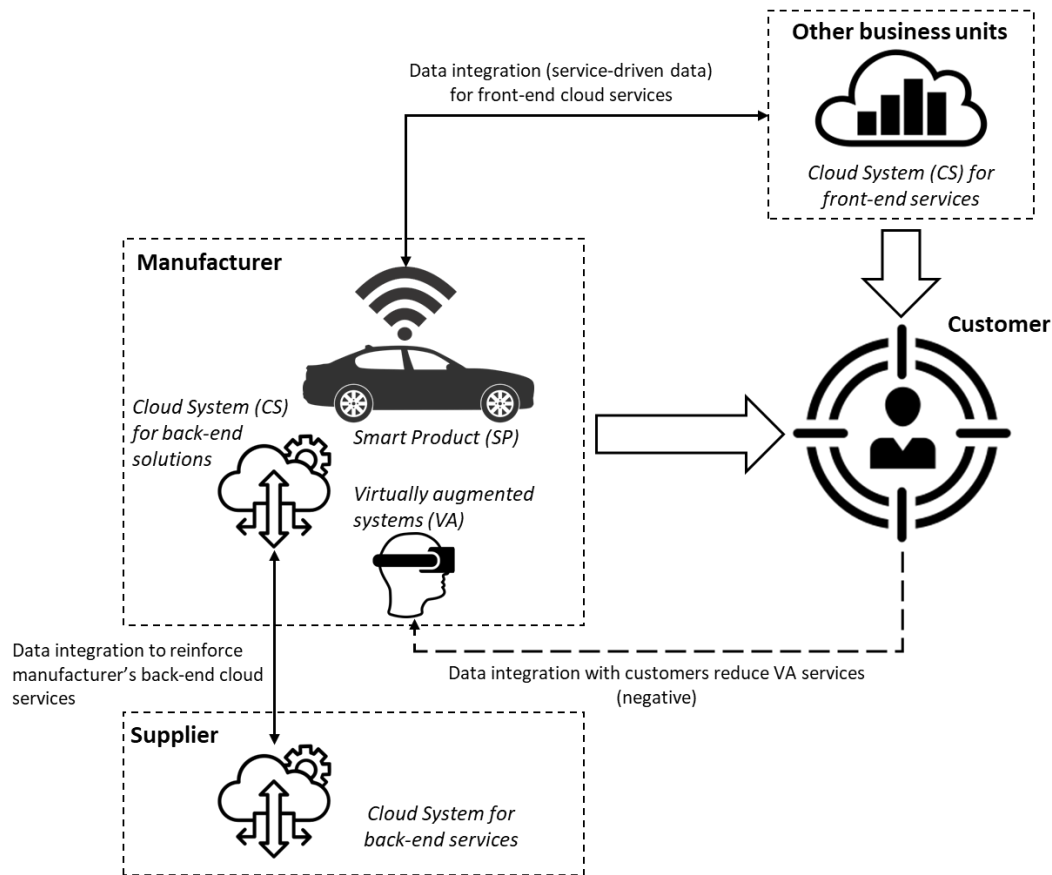 Other business units
Data integration (service-driven data)
for front-end cloud services
Cloud System (CS) for
front-end services
Manufacturer
Customer
Cloud System (CS)
for back-end
solutions
Smart Product (SP)
Virtually augmented
systems (VA)
Data integration to reinforce
manufacturer's back-end cloud
services
Data integration with customers reduce VA services
(negative)
Supplier
Cloud System for
back-end services